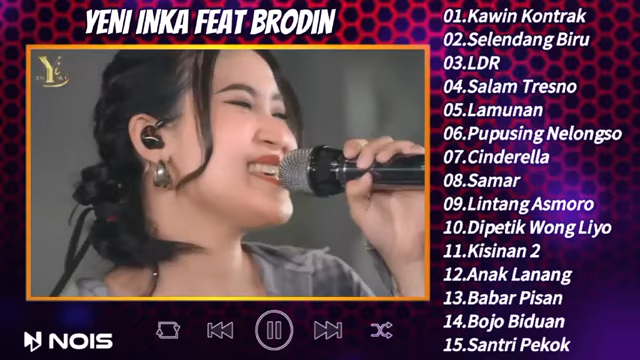 YENI INKA FEAT BRODIN
Yi
01.Kawin Kontrak
02.Selendang Biru
03.LDR
04.Salam Tresno
05.Lamunan
06.Pupusing Nelongso
07.Cinderella
08.Samar
09.Lintang Asmoro
10.Dipetik Wong Liyo
11.Kisinan 2
12.Anak Lanang
13.Babar Pisan
14.Bojo Biduan
15.Santri Pekok
NOIS